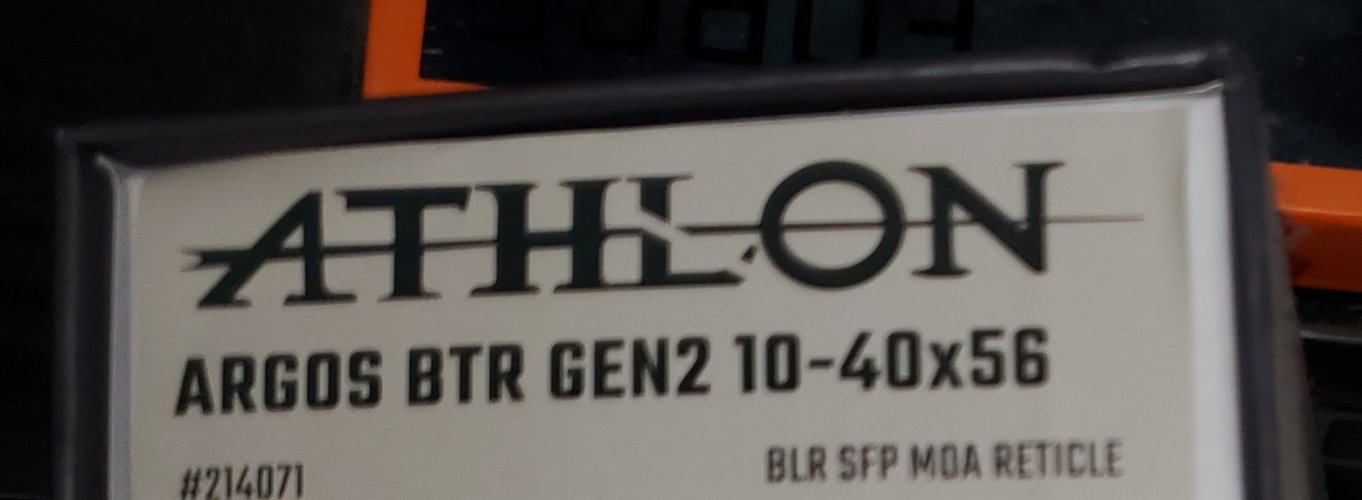 ATHLON
ARGOS BTR GEN2 10-40x56
#214071
BLR SFP MOA RETICLE